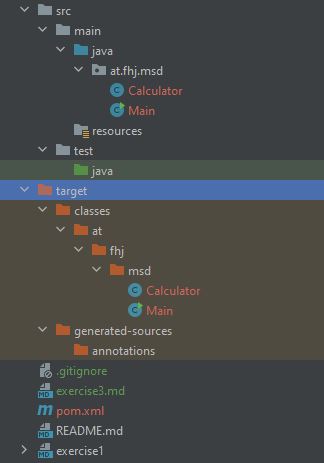 src
main
java
at.fhj.msd
Calculator
Main
resources
test
java
target
classes
at
fhj
msd
Calculator
Main
generated-sources
annotations
.gitignore
exercise3.md
pom.xml
README.md
exercise1